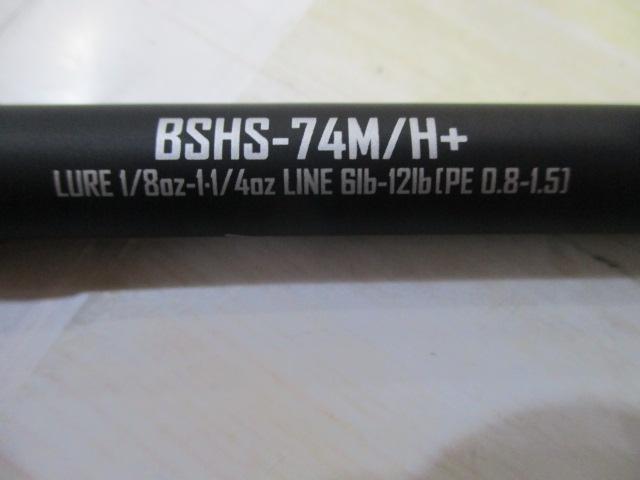 BSHS-74M/H+
LURE 1/8oz-1·1/4oz LINE 6lb-12lb(PE 0.8-1.5)